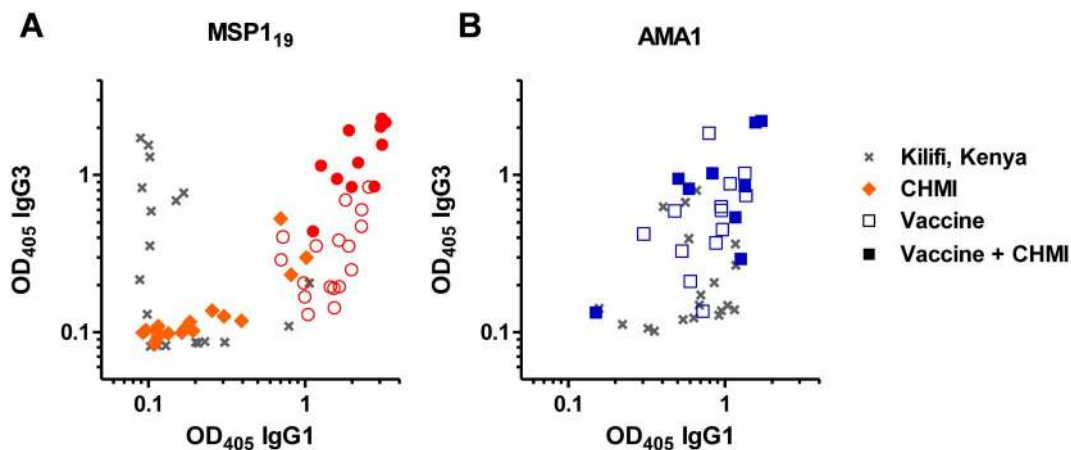 A
MSP1₁₉
OD₄₀₅ IgG3
1
0.1
0.1
1
OD₄₀₅ IgG1
B
AMA1
OD₄₀₅ IgG3
1
0.1
0.1
1
OD₄₀₅ IgG1
Kilifi, Kenya
CHMI
Vaccine
Vaccine + CHMI